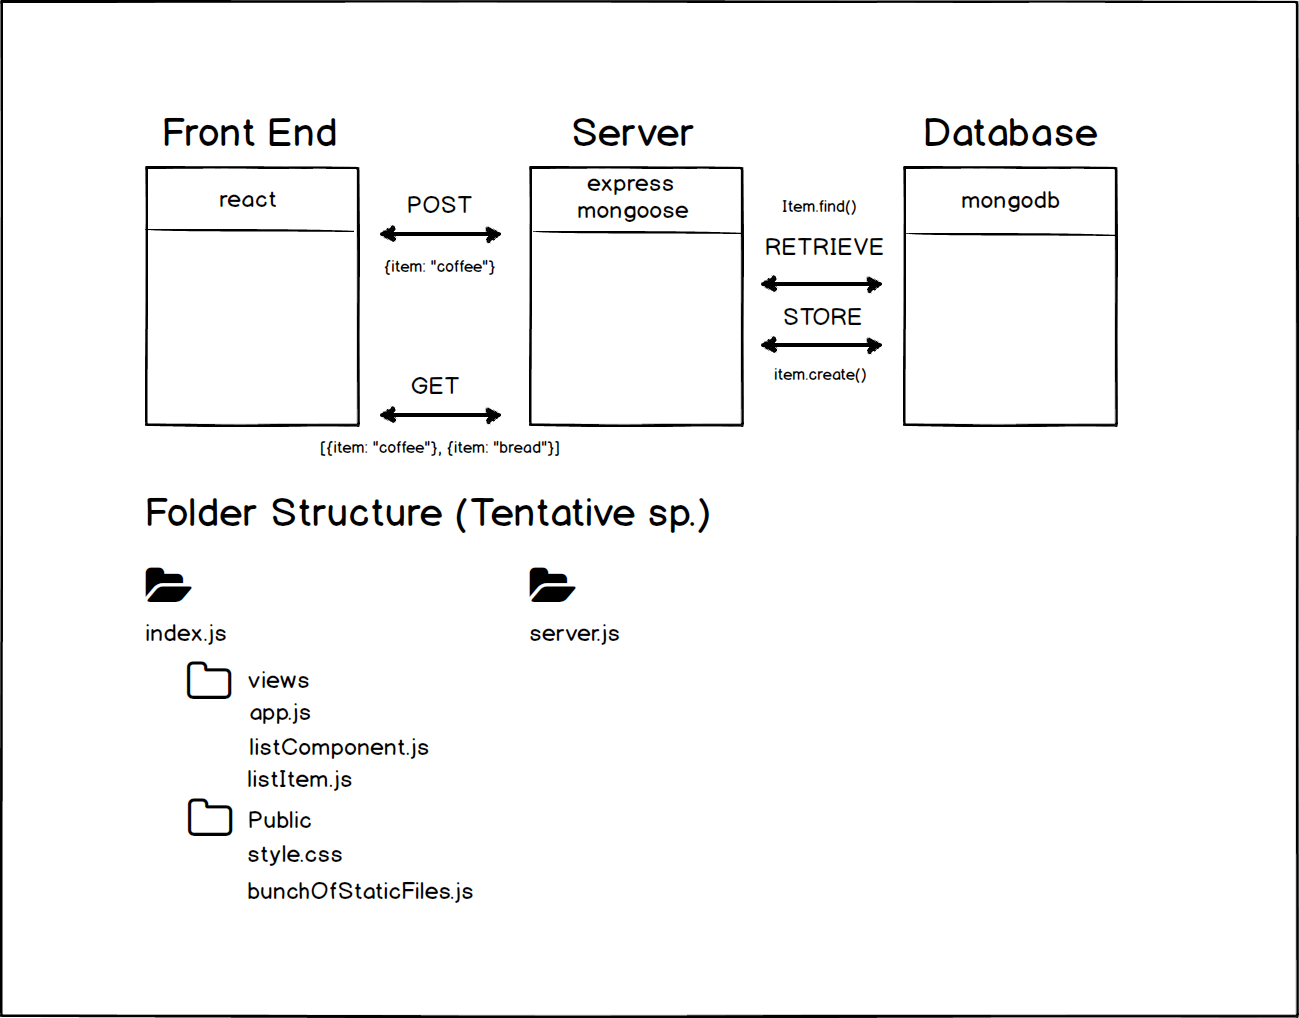 Front End
Server
Database
react
express
mongoose
mongodb
POST
{item: "coffee"}
GET
[{item: "coffee"}, {item: "bread"}]
Item.find()
RETRIEVE
STORE
item.create()
Folder Structure (Tentative sp.)
index.js
views
app.js
listComponent.js
listItem.js
Public
style.css
bunchOfStaticFiles.js
server.js